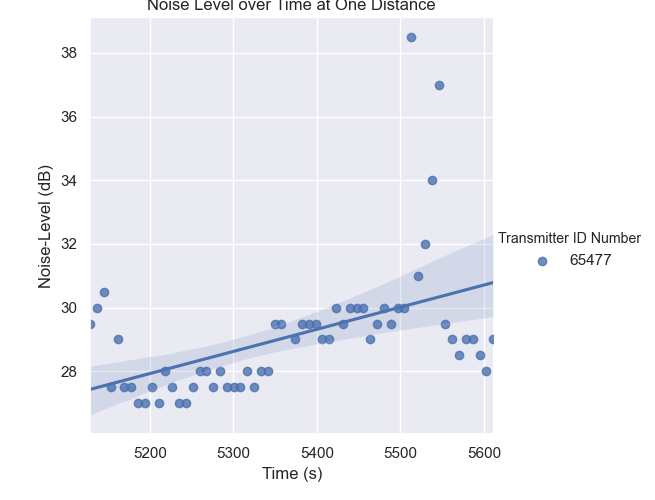 Noise Level over Time at One Distance
38
36
34
32
30
28
Noise-Level (dB)
5200 5300 5400 5500 5600
Time (s)
Transmitter ID Number
65477